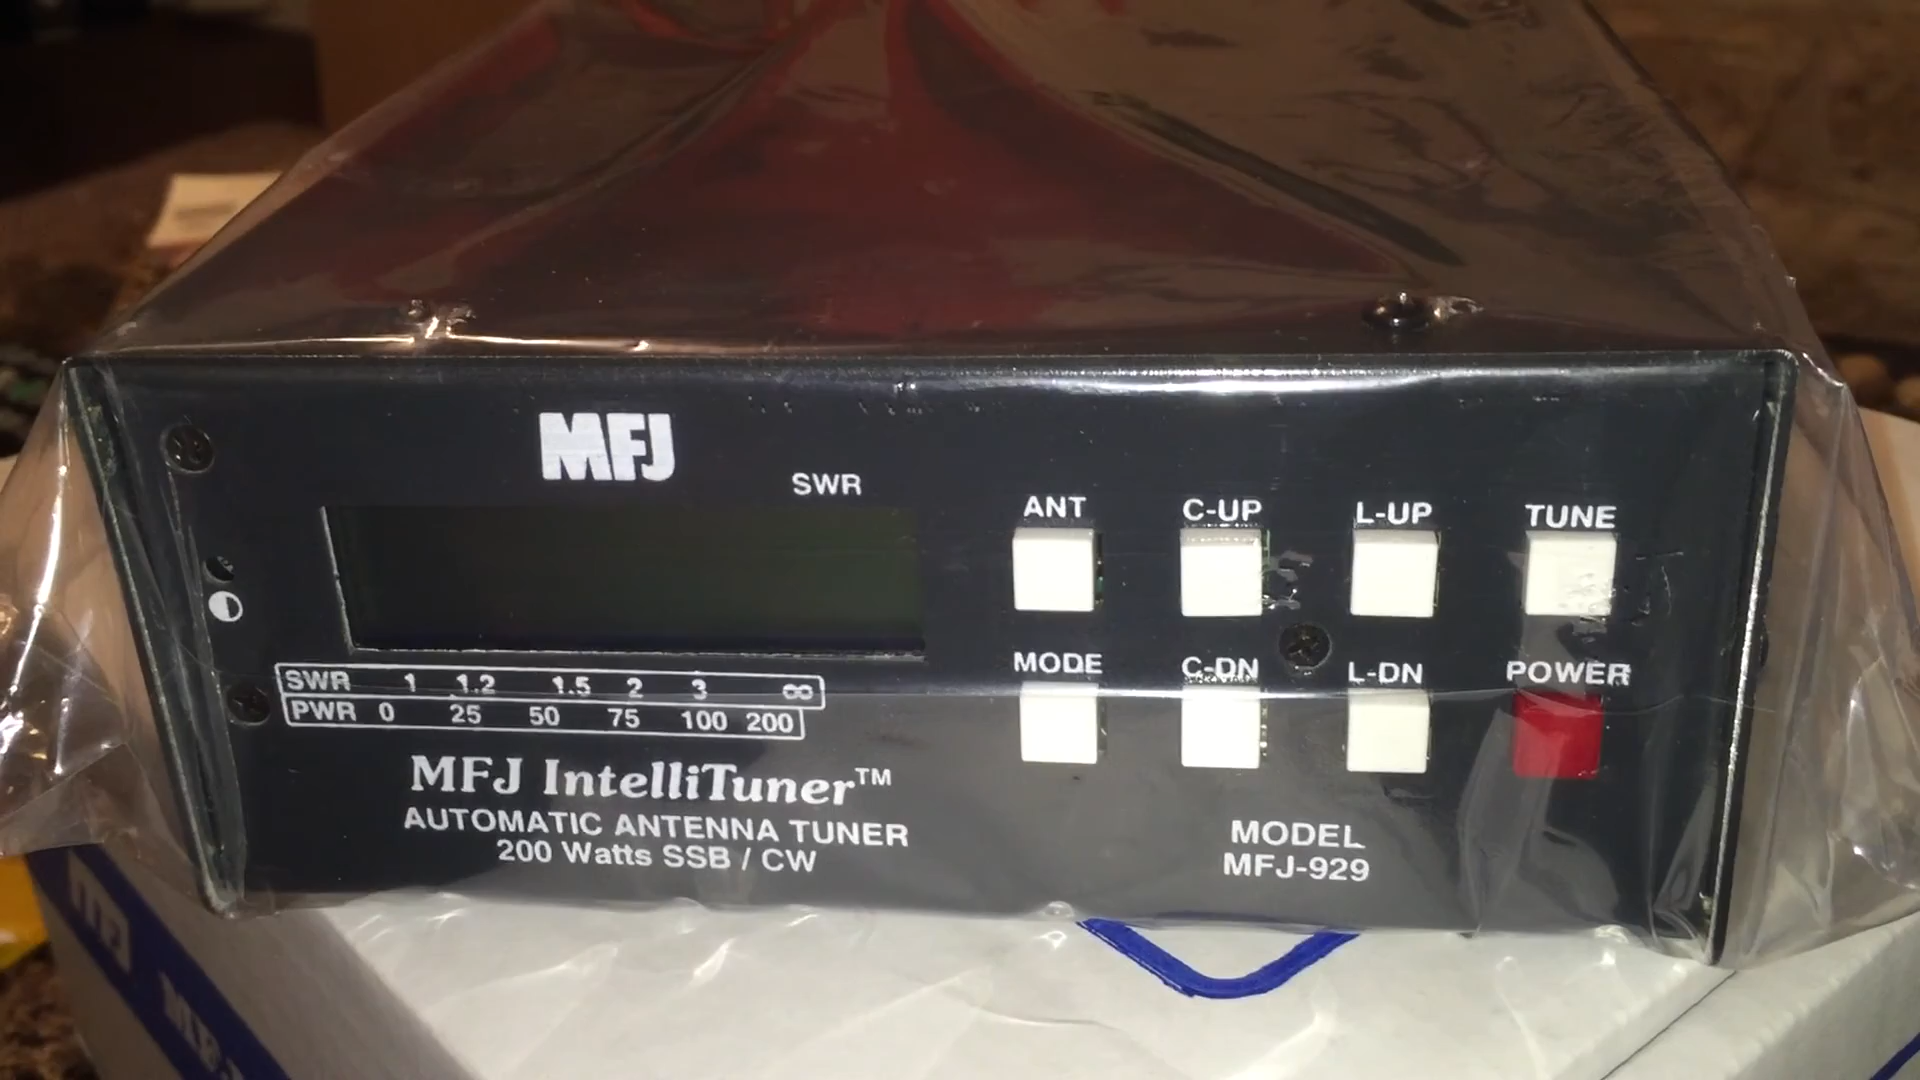 MFJ
SWR
ANT C-UP L-UP TUNE
MODE C-DN L-DN POWER
SWR 1 1.2 1.5 2 3 ∞
PWR 0 25 50 75 100 200
MFJ IntelliTuner™
AUTOMATIC ANTENNA TUNER
200 Watts SSB / CW
MODEL
MFJ-929